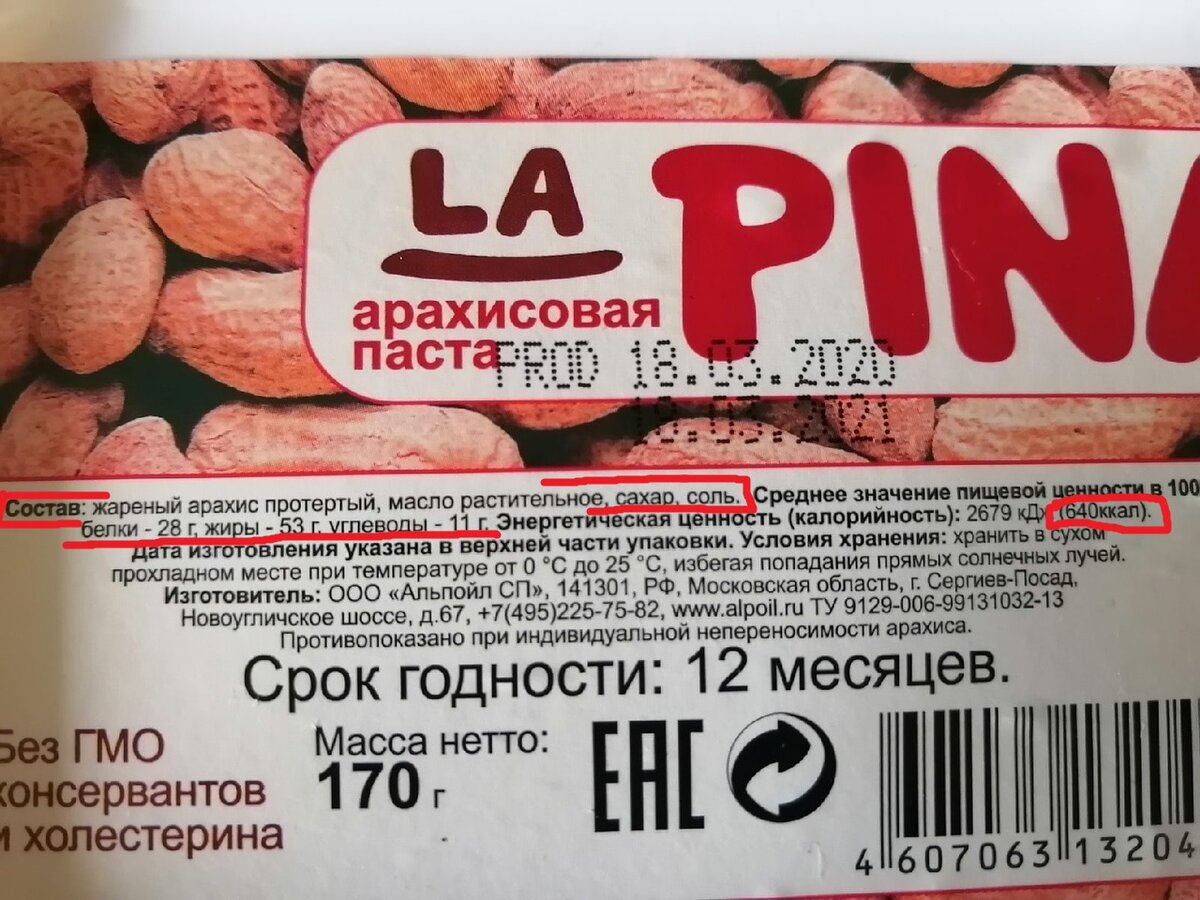 LA
PINA
арахисовая
паста
PROD 18.03.2020
18.03.2021
Состав: жареный арахис протертый, масло растительное, сахар, соль. Среднее значение пищевой ценности в 100
белки - 28 г, жиры - 53 г, углеводы - 11 г. Энергетическая ценность (калорийность): 2679 кДж (640ккал).
Дата изготовления указана в верхней части упаковки. Условия хранения: хранить в сухом
прохладном месте при температуре от 0 °С до 25 °С, избегая попадания прямых солнечных лучей.
Изготовитель: ООО «Альпойл СП», 141301, РФ, Московская область, г. Сергиев-Посад,
Новоугличское шоссе, д.67, +7(495)225-75-82, www.alpoil.ru ТУ 9129-006-99131032-13
Противопоказано при индивидуальной непереносимости арахиса.
Срок годности: 12 месяцев.
Без ГМО
консервантов
и холестерина
Масса нетто:
170 г
EAC
4 607063 13204